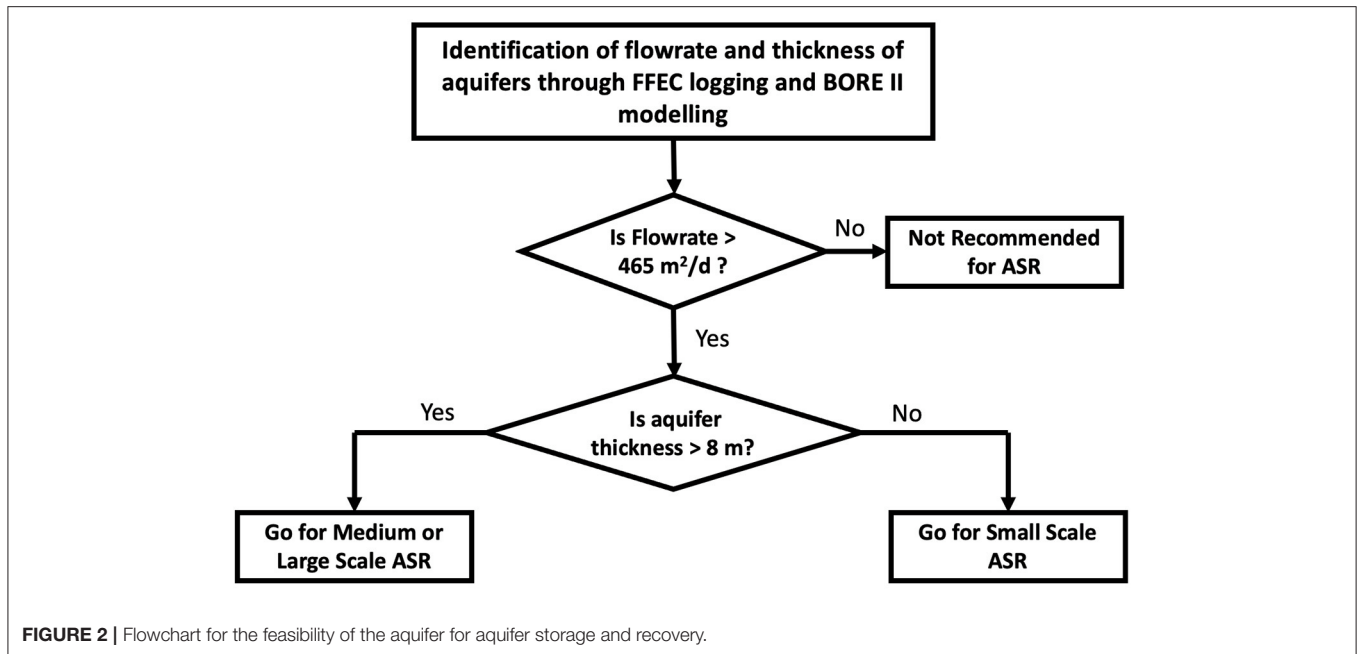 Identification of flowrate and thickness of
aquifers through FFEC logging and BORE II
modelling
Is Flowrate >
465 m²/d ?
No
Not Recommended
for ASR
Yes
Is aquifer
thickness > 8 m?
Yes
No
Go for Medium or
Large Scale ASR
Go for Small Scale
ASR
FIGURE 2 | Flowchart for the feasibility of the aquifer for aquifer storage and recovery.